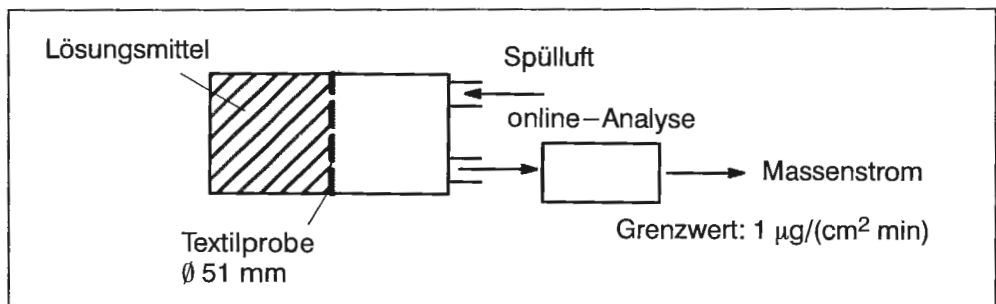 Lösungsmittel
Spülluft
online–Analyse
Massenstrom
Grenzwert: 1 µg/(cm² min)
Textilprobe
Ø 51 mm